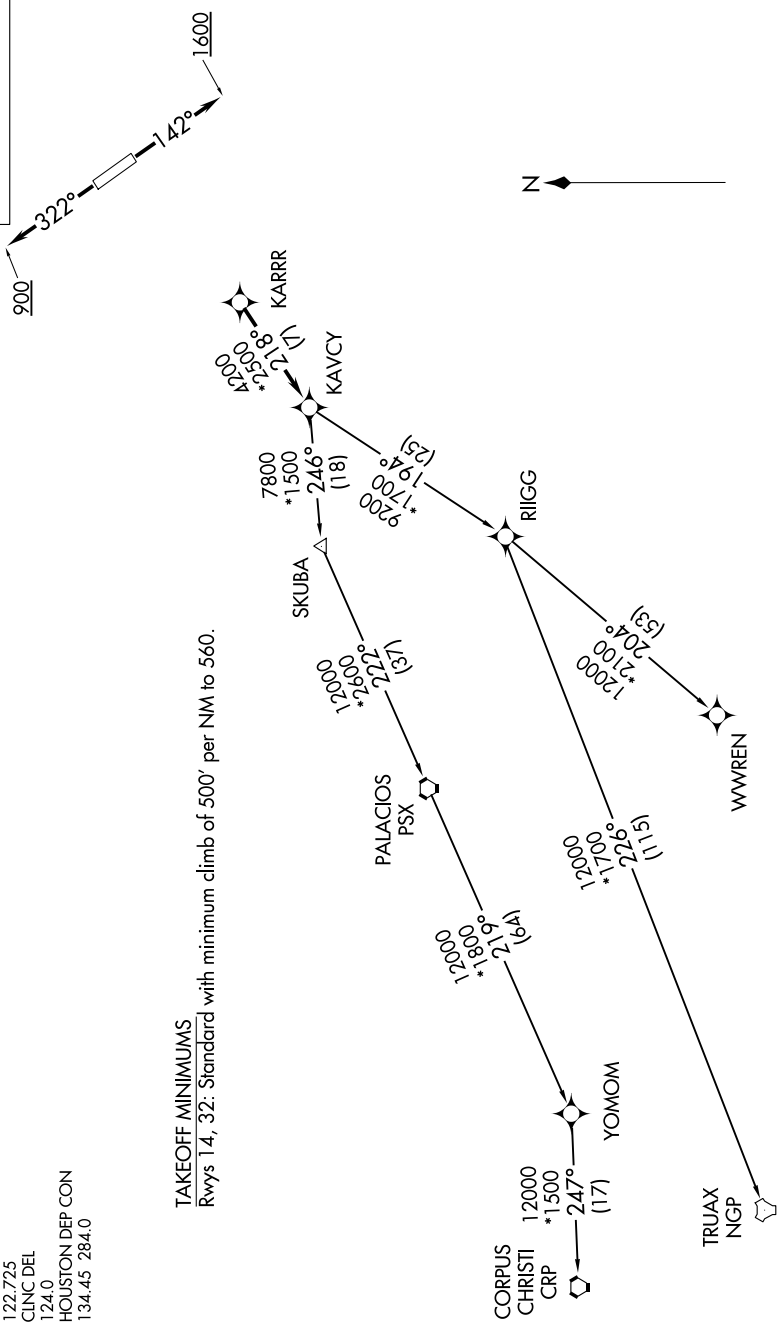 122.725
CLNC DEL
124.0
HOUSTON DEP CON
134.45 284.0
TAKEOFF MINIMUMS
Rwys 14, 32: Standard with minimum climb of 500' per NM to 560.
900
322°
142°
1600
N
KARRR
4200
*2500
218°
(7)
KAVCY
7800
*1500
246°
(18)
SKUBA
9200
*1700
194°
(25)
RIIGG
12000
*2600
222°
(37)
PALACIOS
PSX
12000
*2100
204°
(53)
WWREN
12000
*1800
219°
(64)
YOMOM
12000
*1700
226°
(115)
TRUAX
NGP
12000
*1500
247°
(17)
CORPUS
CHRISTI
CRP